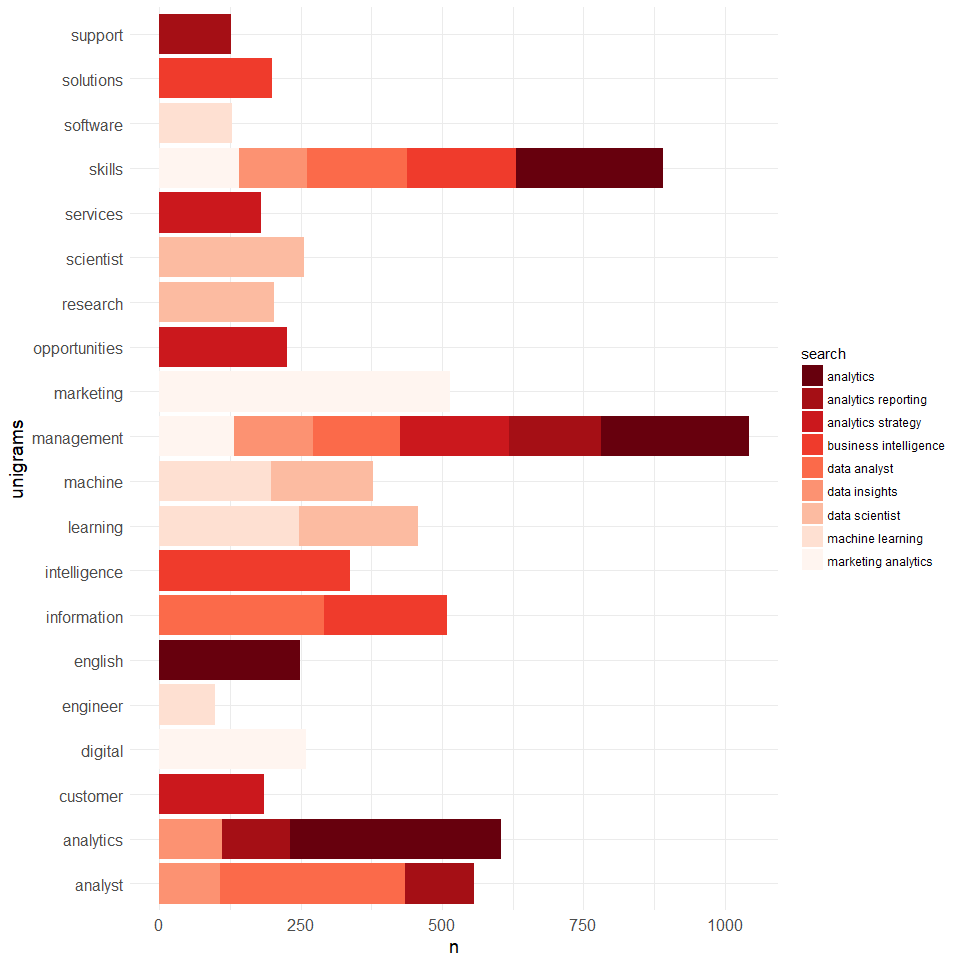 support
solutions
software
skills
services
scientist
research
opportunities
marketing
management
machine
learning
intelligence
information
english
engineer
digital
customer
analytics
analyst
unigrams
0 250 500 750 1000
n
search
analytics
analytics reporting
analytics strategy
business intelligence
data analyst
data insights
data scientist
machine learning
marketing analytics